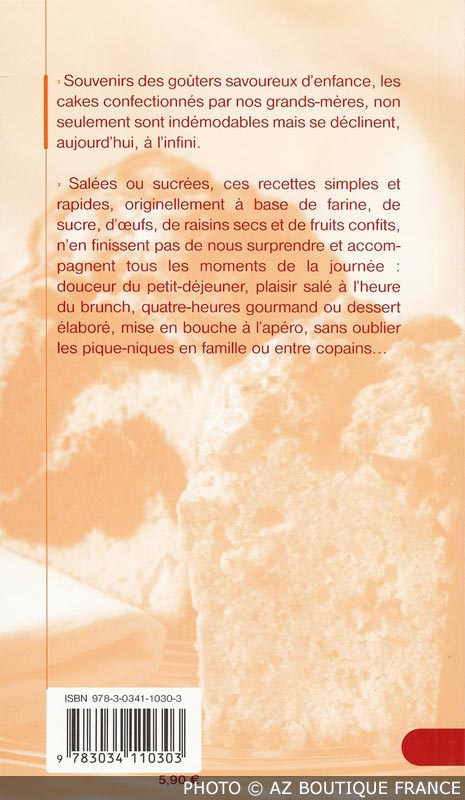 › Souvenirs des goûters savoureux d'enfance, les
cakes confectionnés par nos grands-mères, non
seulement sont indémodables mais se déclinent,
aujourd'hui, à l'infini.
› Salées ou sucrées, ces recettes simples et
rapides, originellement à base de farine, de
sucre, d'œufs, de raisins secs et de fruits confits,
n'en finissent pas de nous surprendre et accom-
pagnent tous les moments de la journée :
douceur du petit-déjeuner, plaisir salé à l'heure
du brunch, quatre-heures gourmand ou dessert
élaboré, mise en bouche à l'apéro, sans oublier
les pique-niques en famille ou entre copains...
ISBN 978-3-0341-1030-3
9 783034 110303
5,90 €
PHOTO © AZ BOUTIQUE FRANCE